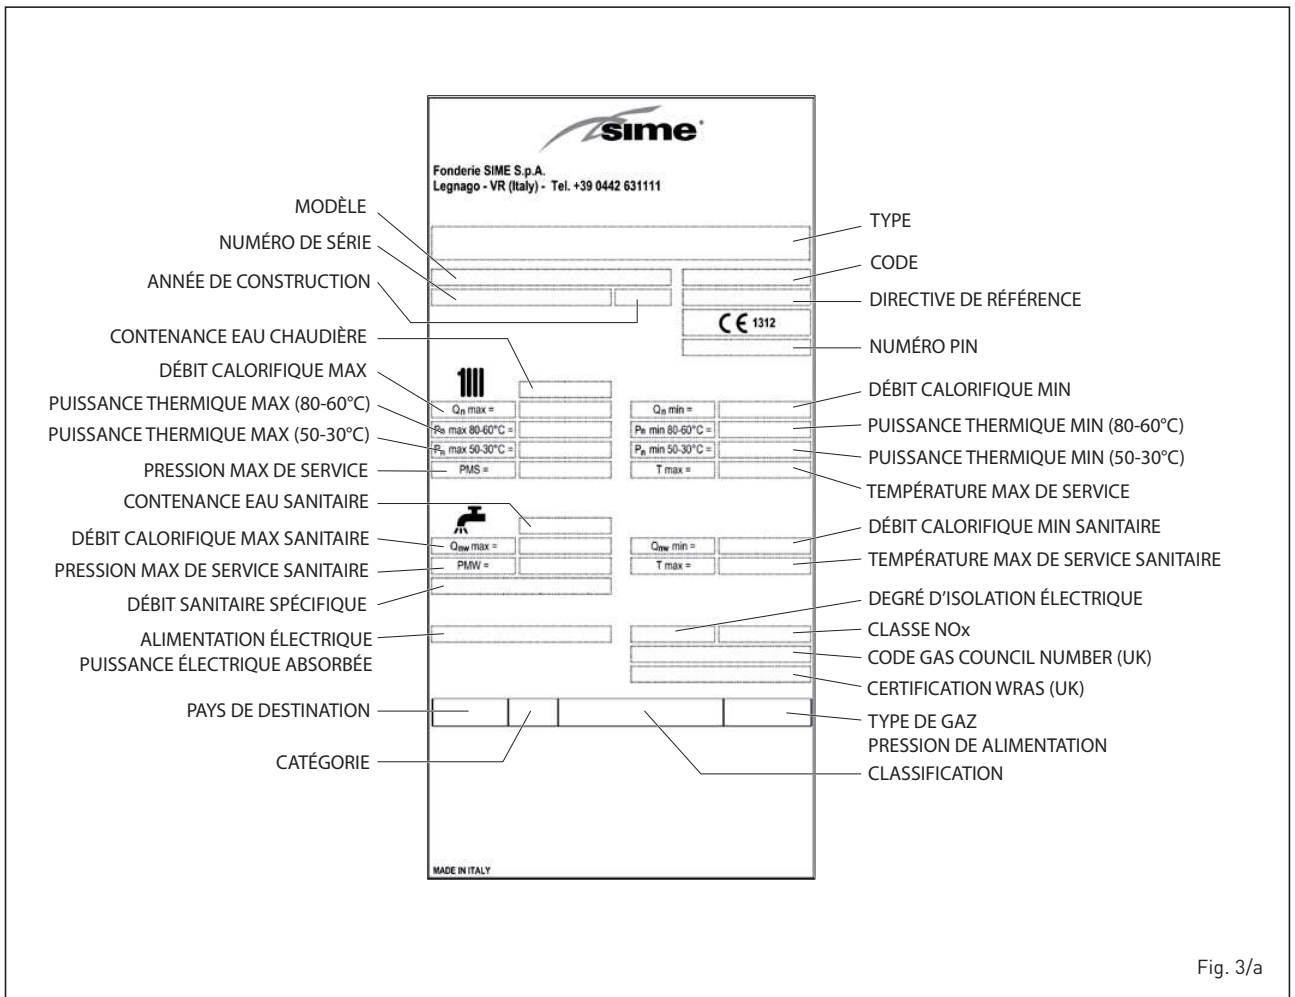 sime
Fonderie SIME S.p.A.
Legnago - VR (Italy) - Tel. +39 0442 631111
MODÈLE
NUMÉRO DE SÉRIE
ANNÉE DE CONSTRUCTION
CONTENANCE EAU CHAUDIÈRE
DÉBIT CALORIFIQUE MAX
PUISSANCE THERMIQUE MAX (80-60°C)
PUISSANCE THERMIQUE MAX (50-30°C)
PRESSION MAX DE SERVICE
CONTENANCE EAU SANITAIRE
DÉBIT CALORIFIQUE MAX SANITAIRE
PRESSION MAX DE SERVICE SANITAIRE
DÉBIT SANITAIRE SPÉCIFIQUE
ALIMENTATION ÉLECTRIQUE
PUISSANCE ÉLECTRIQUE ABSORBÉE
PAYS DE DESTINATION
CATÉGORIE
CE 1312
Qn max =
Pn max 80-60°C =
Pn max 50-30°C =
PMS =
Qn min =
Pn min 80-60°C =
Pn min 50-30°C =
T max =
Qnw max =
PMW =
Qnw min =
T max =
MADE IN ITALY
TYPE
CODE
DIRECTIVE DE RÉFÉRENCE
NUMÉRO PIN
DÉBIT CALORIFIQUE MIN
PUISSANCE THERMIQUE MIN (80-60°C)
PUISSANCE THERMIQUE MIN (50-30°C)
TEMPÉRATURE MAX DE SERVICE
DÉBIT CALORIFIQUE MIN SANITAIRE
TEMPÉRATURE MAX DE SERVICE SANITAIRE
DEGRÉ D'ISOLATION ÉLECTRIQUE
CLASSE NOx
CODE GAS COUNCIL NUMBER (UK)
CERTIFICATION WRAS (UK)
TYPE DE GAZ
PRESSION DE ALIMENTATION
CLASSIFICATION
Fig. 3/a